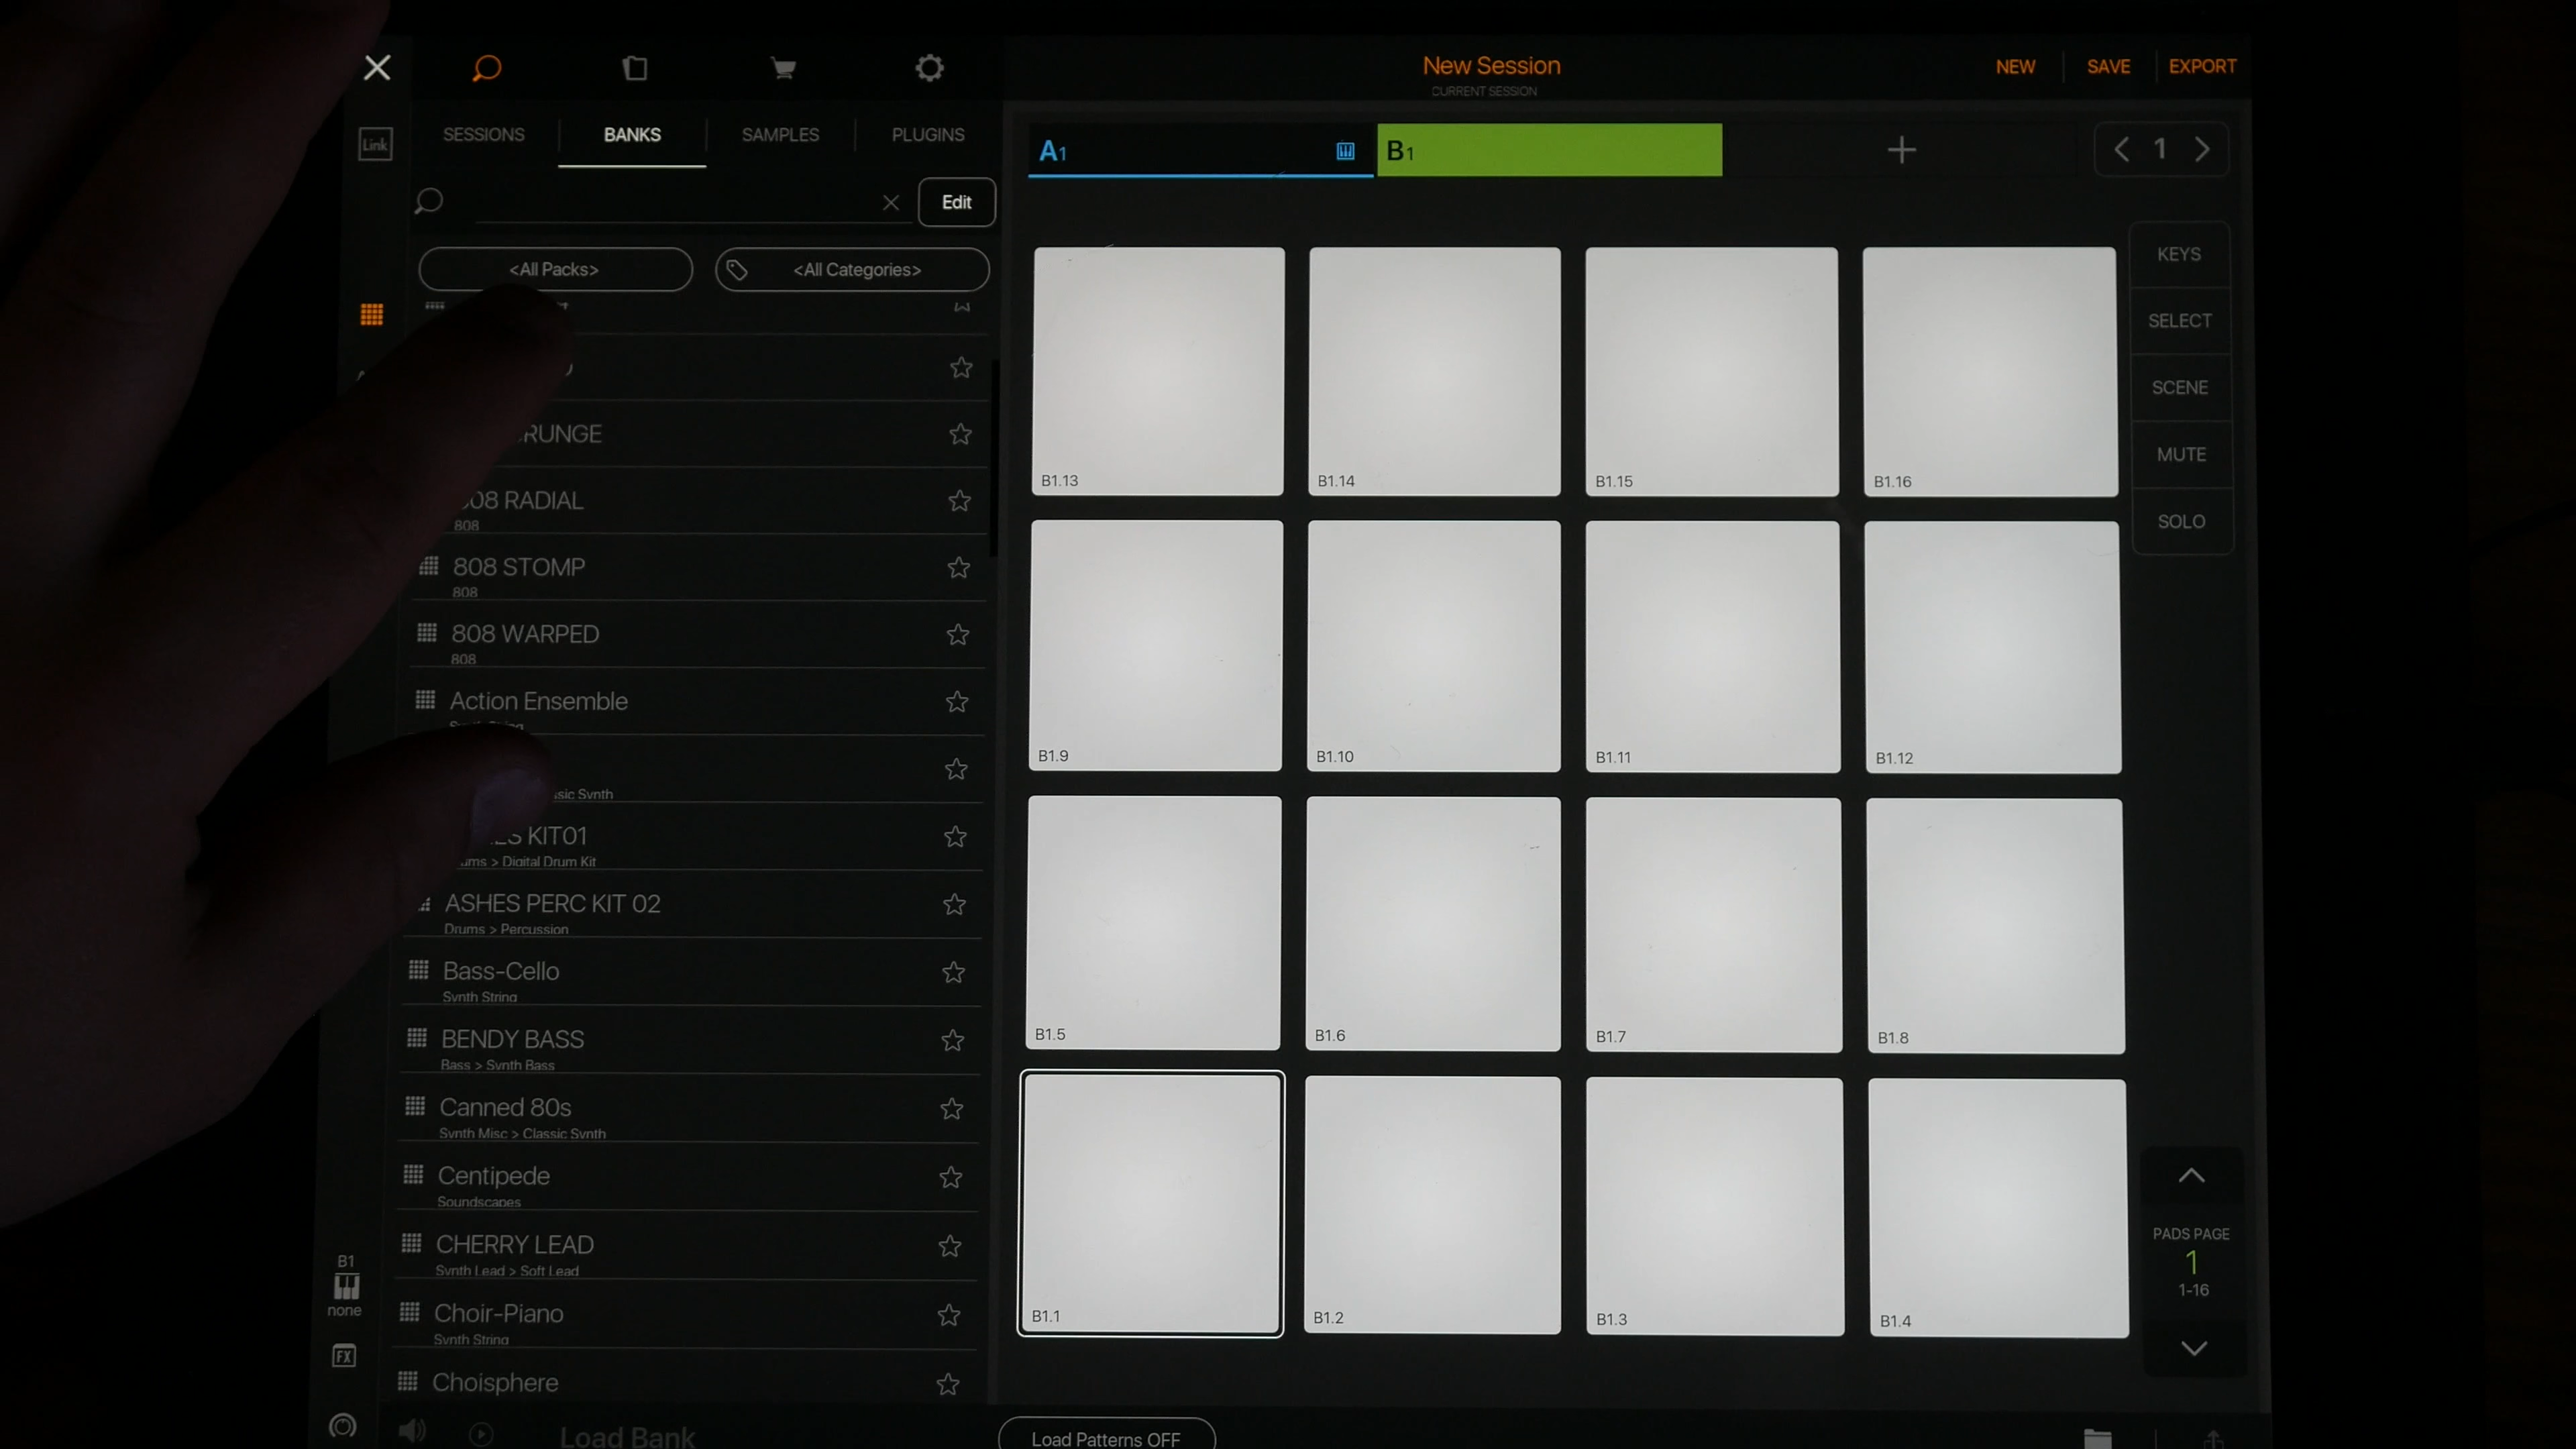 New Session
CURRENT SESSION
NEW
SAVE
EXPORT
Link
SESSIONS
BANKS
SAMPLES
PLUGINS
Edit
<All Packs>
<All Categories>
RUNGE
08 RADIAL
808
808 STOMP
808
808 WARPED
808
Action Ensemble
sic Synth
KIT01
Digital Drum Kit
ASHES PERC KIT 02
Drums > Percussion
Bass-Cello
Synth String
BENDY BASS
Bass > Synth Bass
Canned 80s
Synth Misc > Classic Synth
Centipede
Soundscapes
CHERRY LEAD
Synth Lead > Soft Lead
Choir-Piano
Synth String
Choisphere
B1
none
FX
Load Bank
Load Patterns OFF
A1
B1
1
B1.13
B1.14
B1.15
B1.16
B1.9
B1.10
B1.11
B1.12
B1.5
B1.6
B1.7
B1.8
B1.1
B1.2
B1.3
B1.4
KEYS
SELECT
SCENE
MUTE
SOLO
PADS PAGE
1
1-16